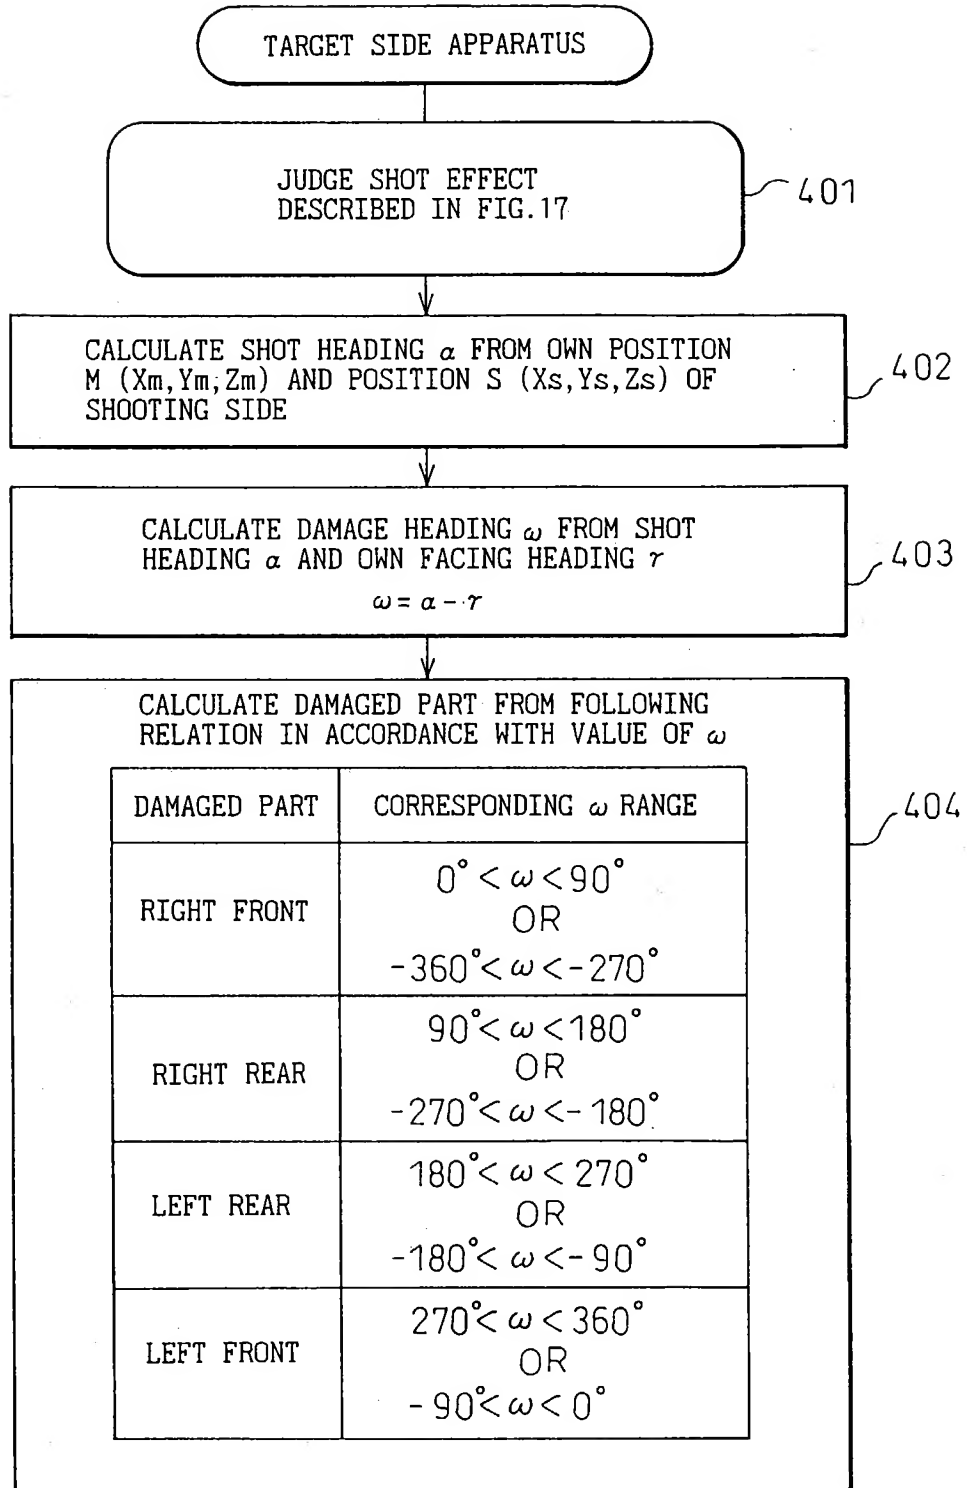 TARGET SIDE APPARATUS
JUDGE SHOT EFFECT
DESCRIBED IN FIG.17
401
CALCULATE SHOT HEADING α FROM OWN POSITION
M (Xm,Ym,Zm) AND POSITION S (Xs,Ys,Zs) OF
SHOOTING SIDE
402
CALCULATE DAMAGE HEADING ω FROM SHOT
HEADING α AND OWN FACING HEADING γ
ω = α - γ
403
CALCULATE DAMAGED PART FROM FOLLOWING
RELATION IN ACCORDANCE WITH VALUE OF ω
404
DAMAGED PART
CORRESPONDING ω RANGE
RIGHT FRONT
0° < ω < 90°
OR
-360° < ω < -270°
RIGHT REAR
90° < ω < 180°
OR
-270° < ω < -180°
LEFT REAR
180° < ω < 270°
OR
-180° < ω < -90°
LEFT FRONT
270° < ω < 360°
OR
-90° < ω < 0°